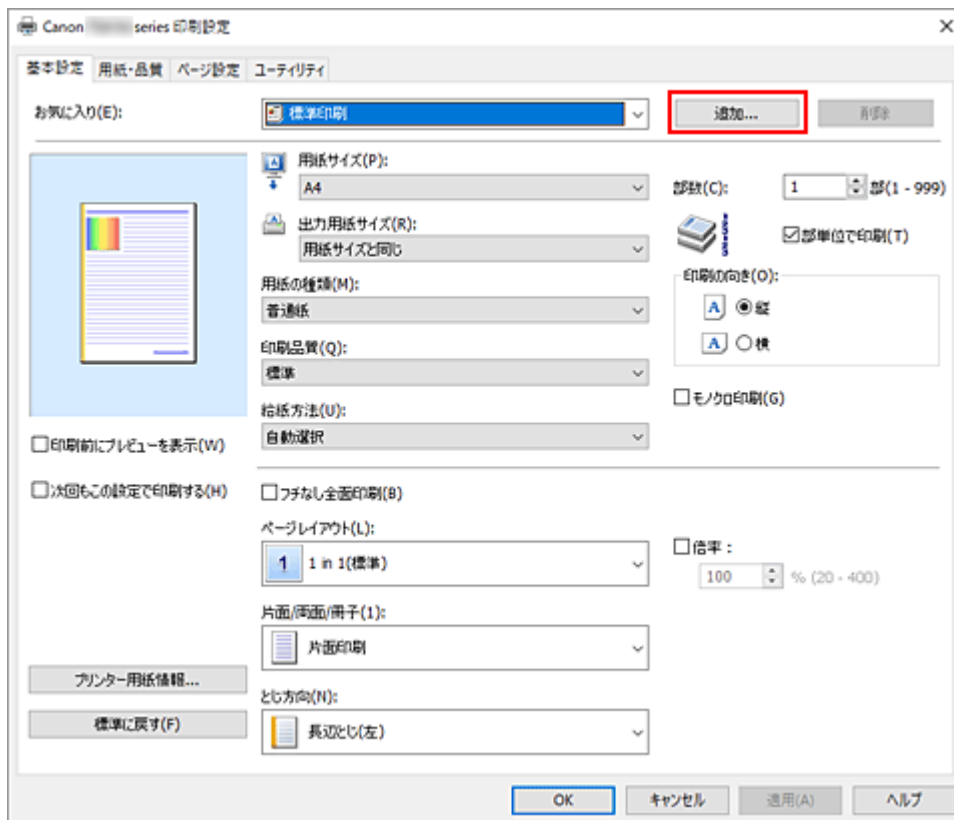 Canon series 印刷設定
基本設定 用紙・品質 ページ設定 ユーティリティ
お気に入り(E): 標準印刷 追加... 削除
用紙サイズ(P):
A4
部数(C): 1 部(1 - 999)
出力用紙サイズ(R):
用紙サイズと同じ
部単位で印刷(T)
用紙の種類(M):
普通紙
印刷の向き(O):
A 縦
A 横
印刷品質(Q):
標準
モノクロ印刷(G)
給紙方法(U):
自動選択
印刷前にプレビューを表示(W)
次回もこの設定で印刷する(H)
フチなし全面印刷(B)
ページレイアウト(L):
1 1 in 1(標準)
倍率:
100 % (20 - 400)
片面/両面/冊子(1):
片面印刷
プリンター用紙情報...
とじ方向(N):
長辺とじ(左)
標準に戻す(F)
OK キャンセル 適用(A) ヘルプ